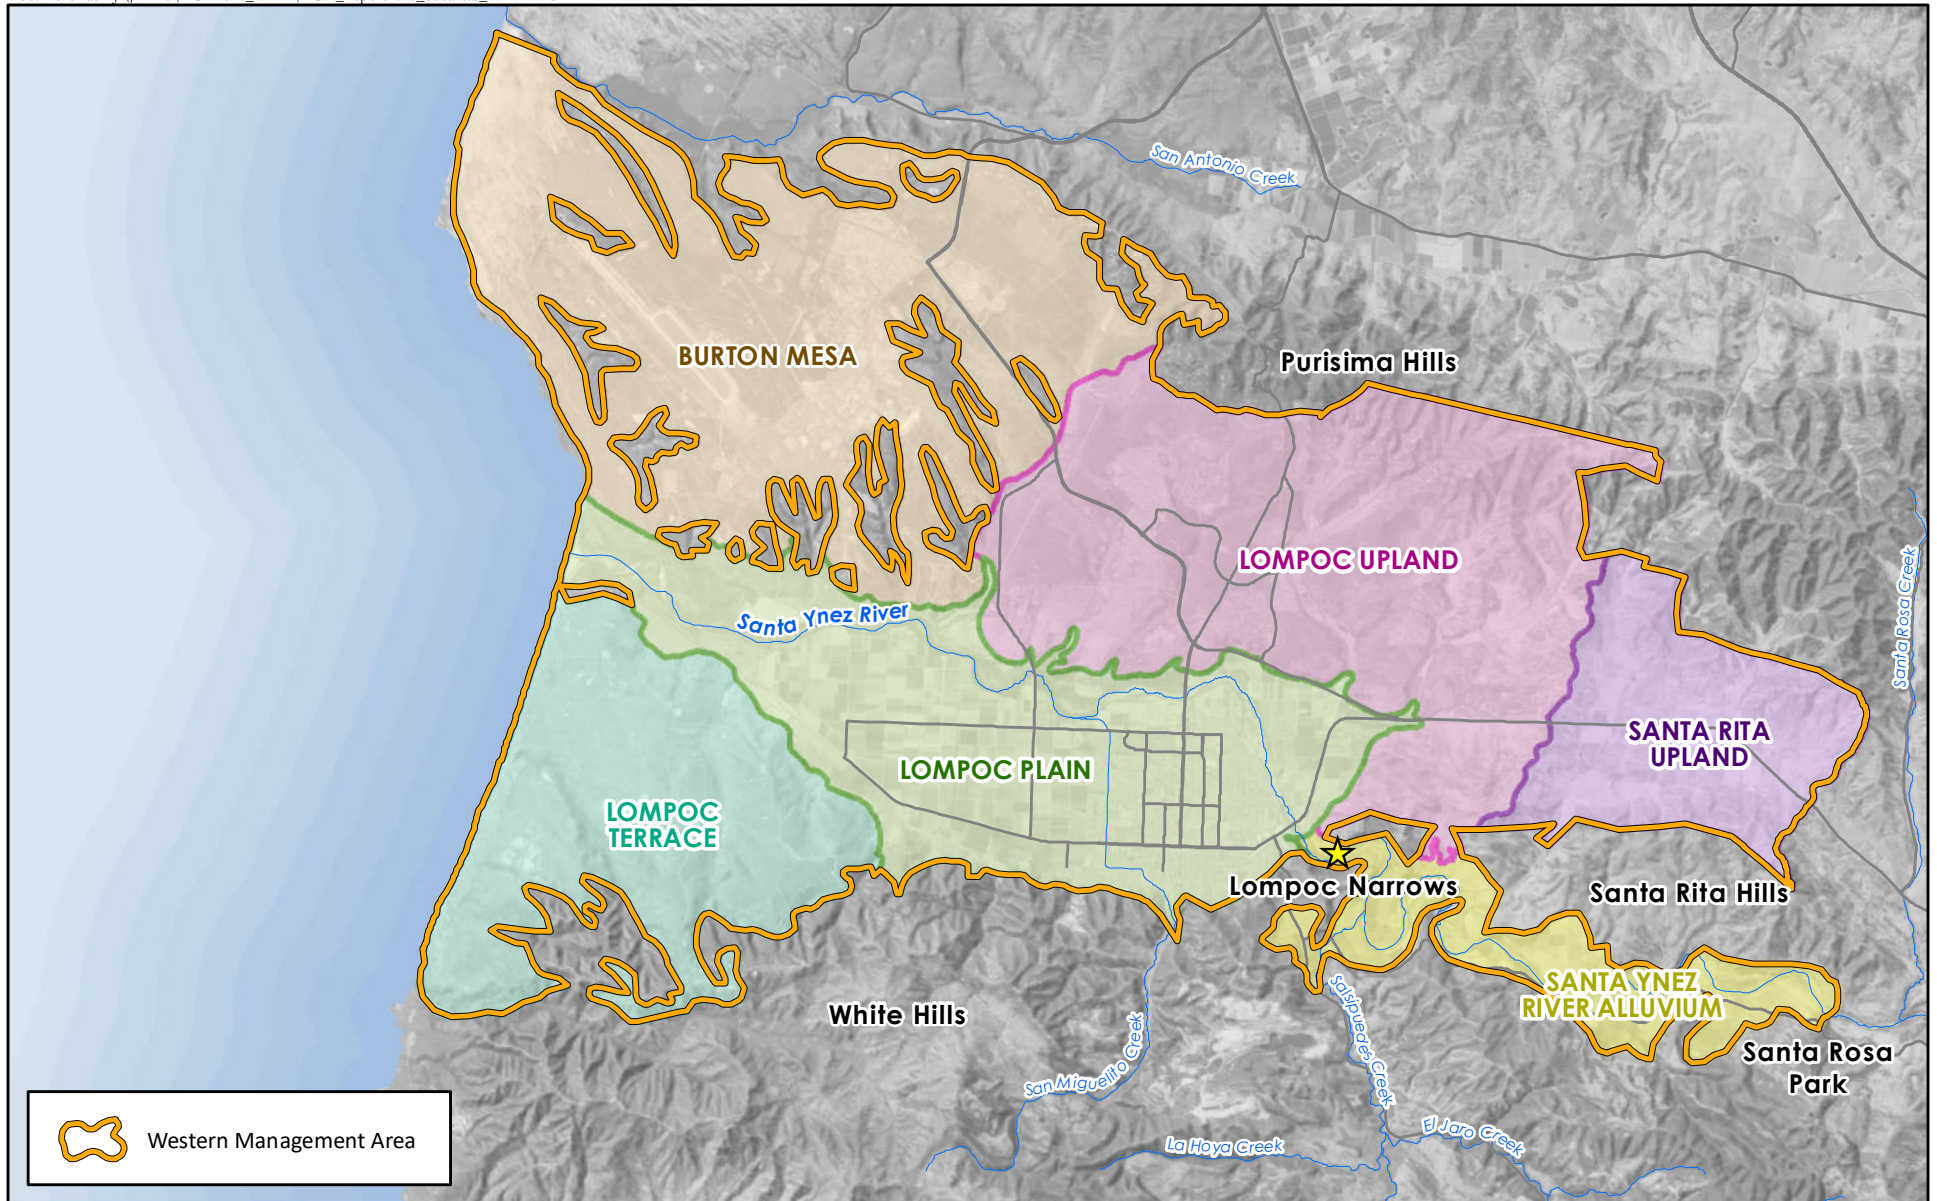 San Antonio Creek
BURTON MESA
Purisima Hills
LOMPOC UPLAND
Santa Ynez River
Santa Rosa Creek
SANTA RITA
UPLAND
LOMPOC PLAIN
LOMPOC
TERRACE
Lompoc Narrows
Santa Rita Hills
SANTA YNEZ
RIVER ALLUVIUM
White Hills
Salsipuedes Creek
Santa Rosa
Park
San Miguelito Creek
El Jaro Creek
La Hoya Creek
Western Management Area